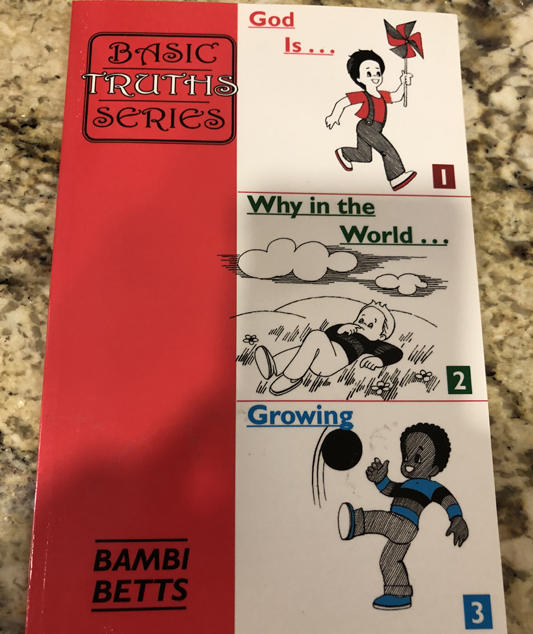 BASIC
TRUTHS
SERIES
BAMBI
BETTS
God
Is . . .
1
Why in the
World . . .
2
Growing
3